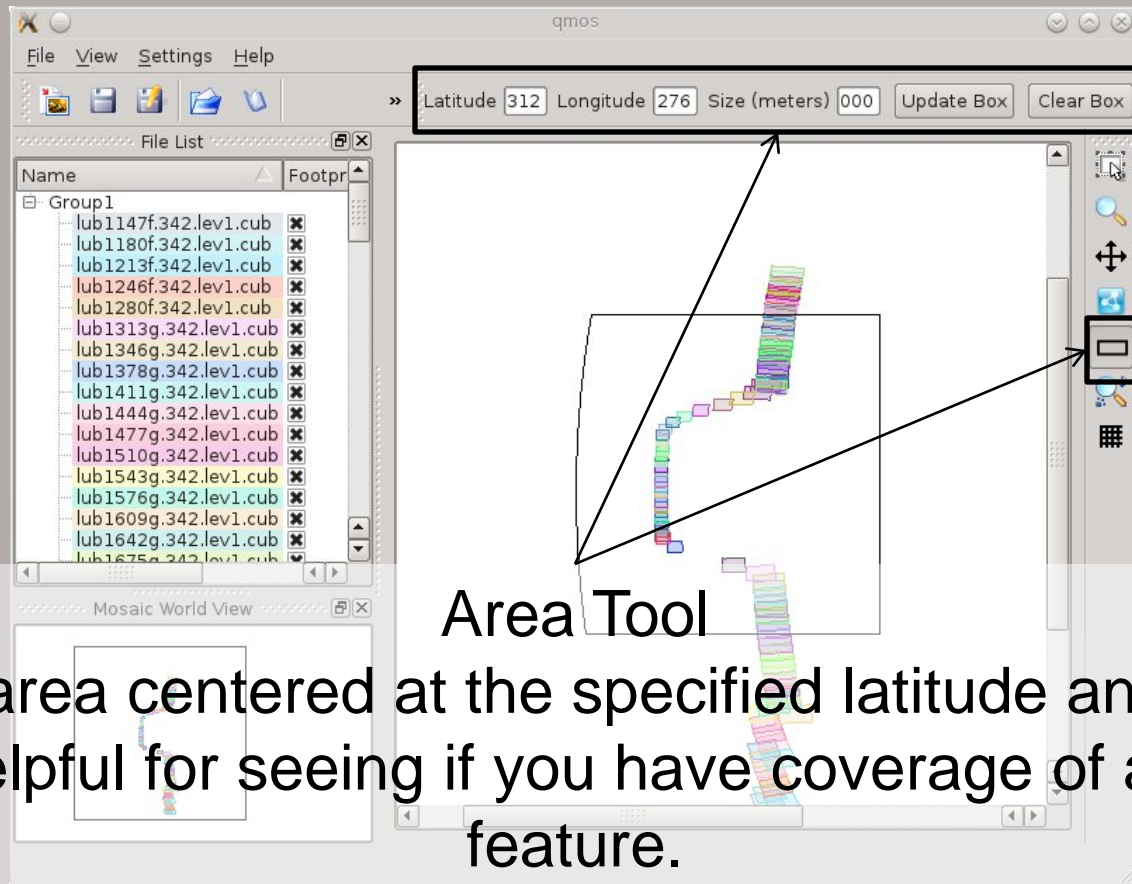 qmos
File View Settings Help
» Latitude 312 Longitude 276 Size (meters) 000 Update Box Clear Box
File List
Name Footpr
Group1
lub1147f.342.lev1.cub
lub1180f.342.lev1.cub
lub1213f.342.lev1.cub
lub1246f.342.lev1.cub
lub1280f.342.lev1.cub
lub1313g.342.lev1.cub
lub1346g.342.lev1.cub
lub1378g.342.lev1.cub
lub1411g.342.lev1.cub
lub1444g.342.lev1.cub
lub1477g.342.lev1.cub
lub1510g.342.lev1.cub
lub1543g.342.lev1.cub
lub1576g.342.lev1.cub
lub1609g.342.lev1.cub
lub1642g.342.lev1.cub
lub1675g.342.lev1.cub
Mosaic World View
Area Tool
area centered at the specified latitude an
elpful for seeing if you have coverage of a
feature.